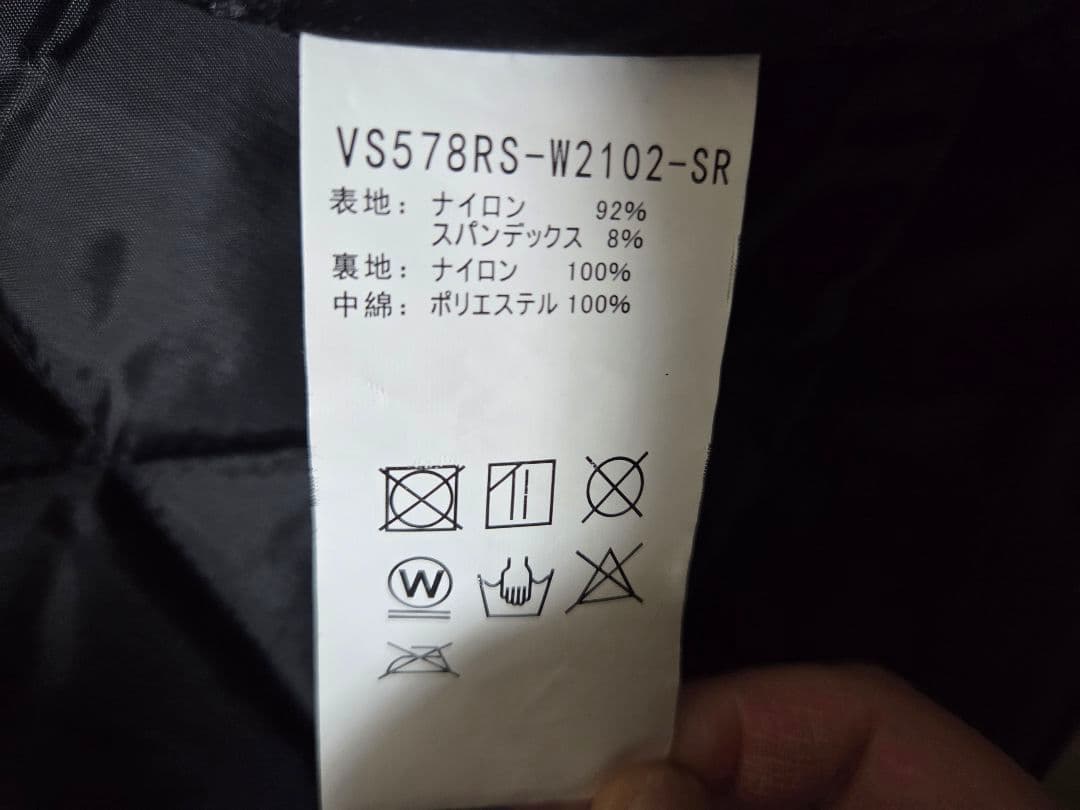 VS578RS-W2102-SR
表地: ナイロン 92%
スパンデックス 8%
裏地: ナイロン 100%
中綿: ポリエステル 100%
W